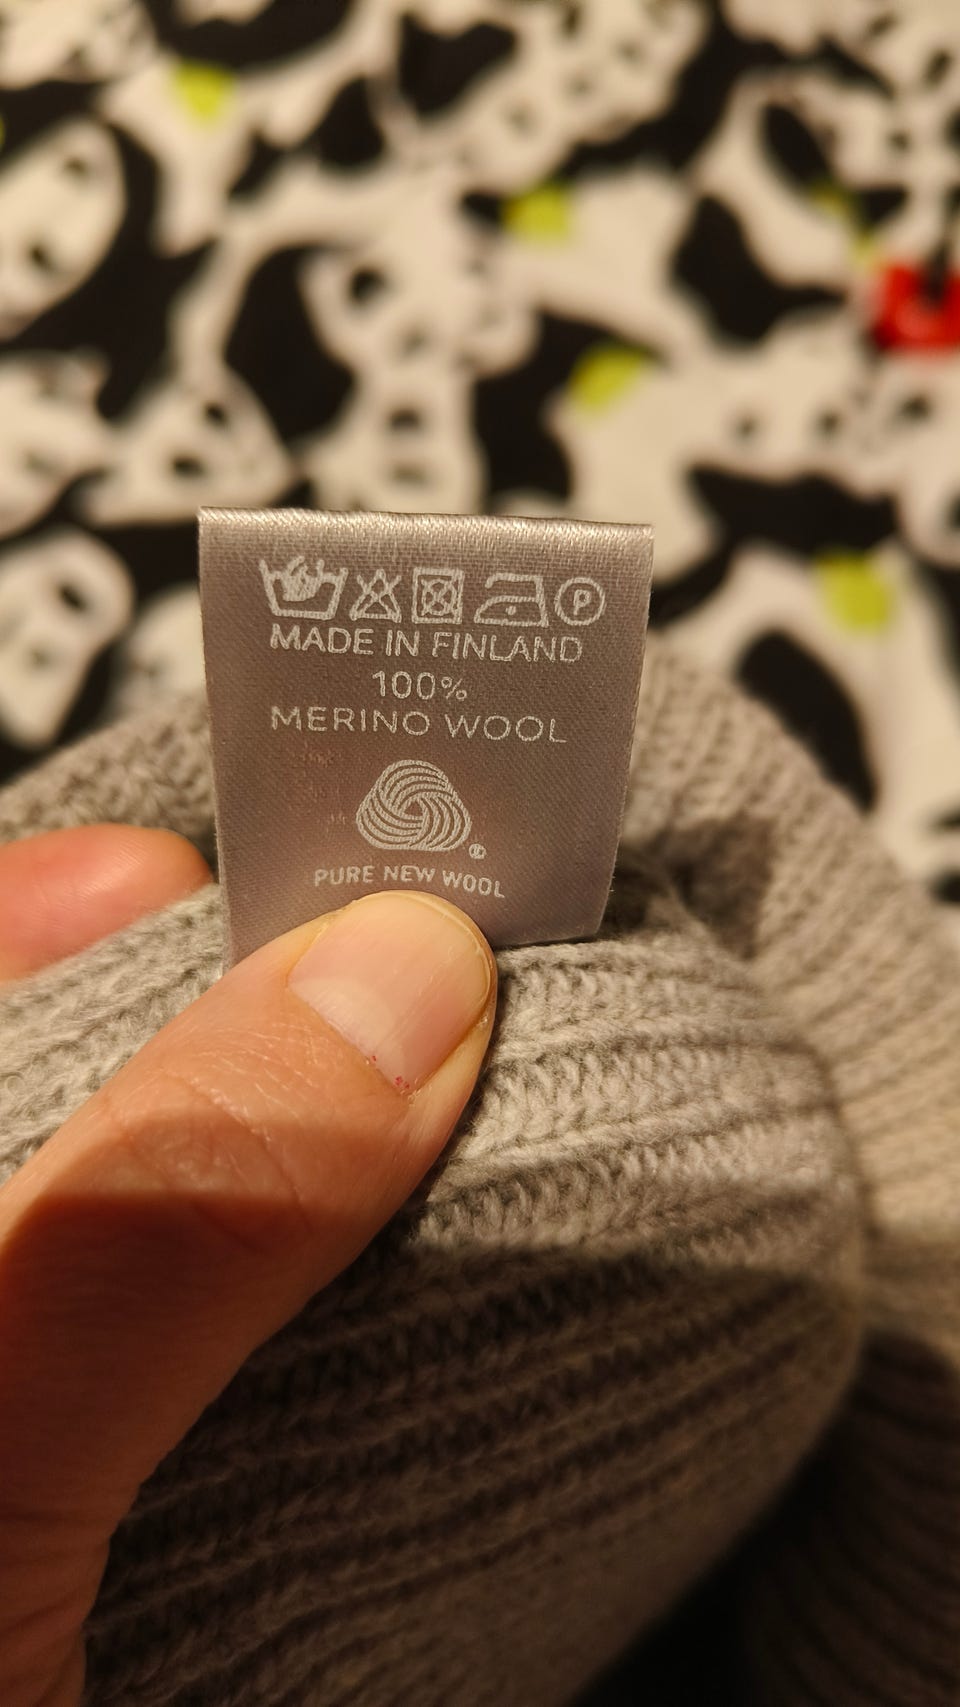 P
MADE IN FINLAND
100%
MERINO WOOL
PURE NEW WOOL